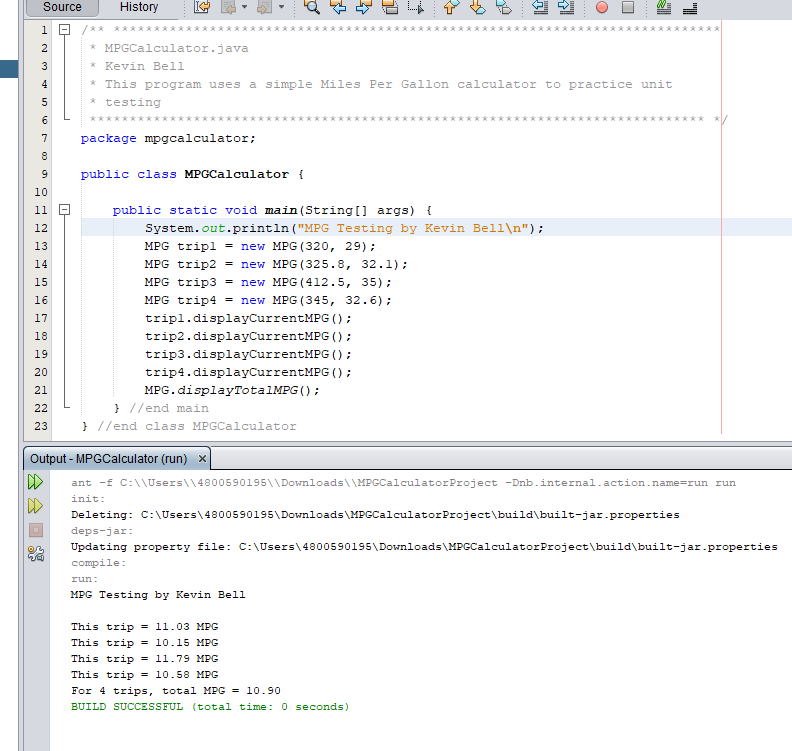 Source History
1 /** *****************************************************************************
2 * MPGCalculator.java
3 * Kevin Bell
4 * This program uses a simple Miles Per Gallon calculator to practice unit
5 * testing
6 ***************************************************************************** */
7 package mpgcalculator;
8
9 public class MPGCalculator {
10
11 public static void main(String[] args) {
12 System.out.println("MPG Testing by Kevin Bell\n");
13 MPG trip1 = new MPG(320, 29);
14 MPG trip2 = new MPG(325.8, 32.1);
15 MPG trip3 = new MPG(412.5, 35);
16 MPG trip4 = new MPG(345, 32.6);
17 trip1.displayCurrentMPG();
18 trip2.displayCurrentMPG();
19 trip3.displayCurrentMPG();
20 trip4.displayCurrentMPG();
21 MPG.displayTotalMPG();
22 } //end main
23 } //end class MPGCalculator
Output - MPGCalculator (run) ×
ant -f C:\\Users\\4800590195\\Downloads\\MPGCalculatorProject -Dnb.internal.action.name=run run
init:
Deleting: C:\Users\4800590195\Downloads\MPGCalculatorProject\build\built-jar.properties
deps-jar:
Updating property file: C:\Users\4800590195\Downloads\MPGCalculatorProject\build\built-jar.properties
compile:
run:
MPG Testing by Kevin Bell
This trip = 11.03 MPG
This trip = 10.15 MPG
This trip = 11.79 MPG
This trip = 10.58 MPG
For 4 trips, total MPG = 10.90
BUILD SUCCESSFUL (total time: 0 seconds)